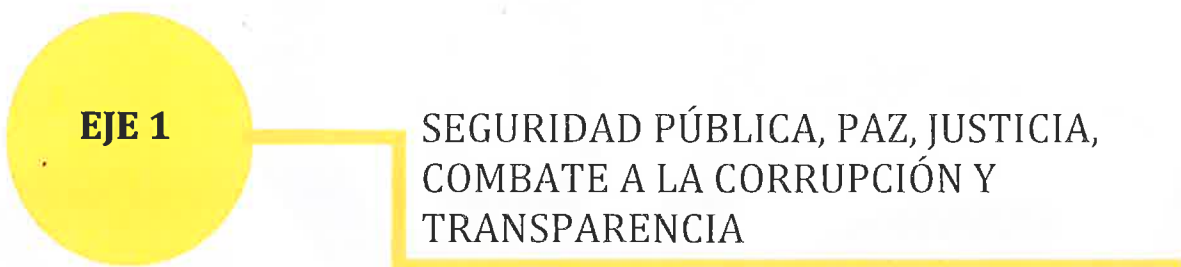 EJE 1
SEGURIDAD PÚBLICA, PAZ, JUSTICIA,
COMBATE A LA CORRUPCIÓN Y
TRANSPARENCIA